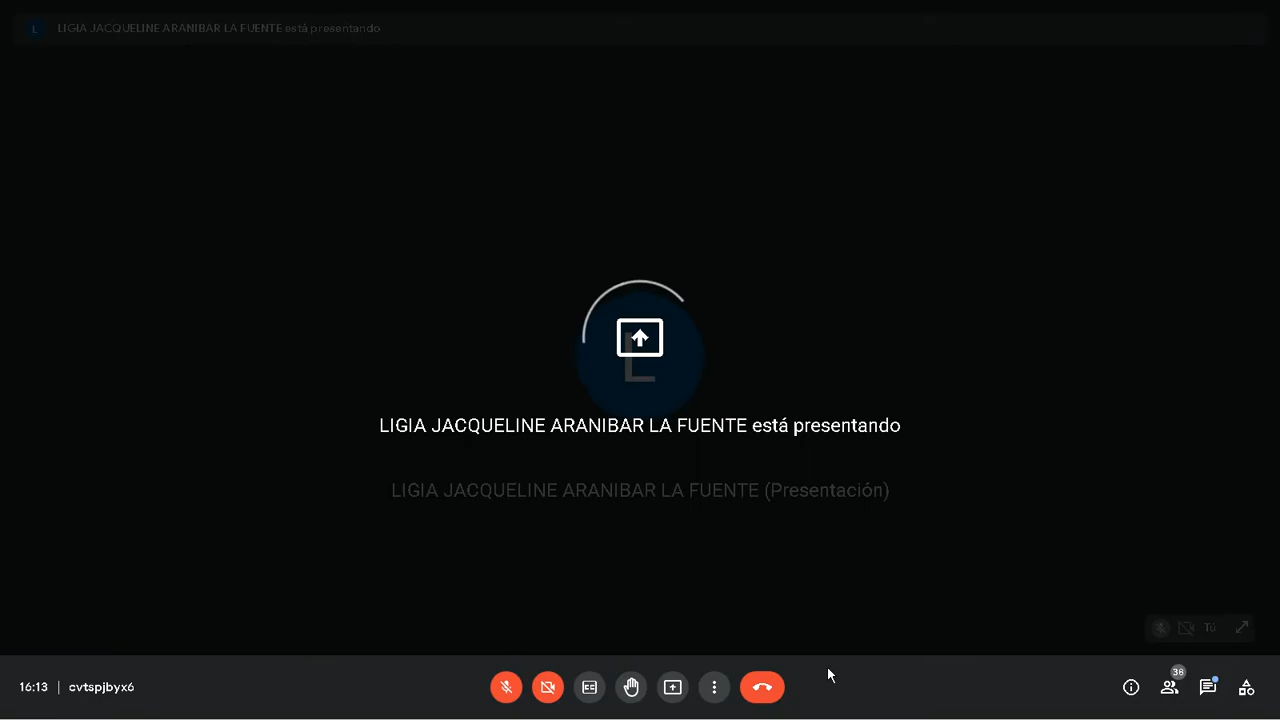 L LIGIA JACQUELINE ARANIBAR LA FUENTE está presentando
L
LIGIA JACQUELINE ARANIBAR LA FUENTE está presentando
LIGIA JACQUELINE ARANIBAR LA FUENTE (Presentación)
Tú
16:13 | cvtspjbyx6
38